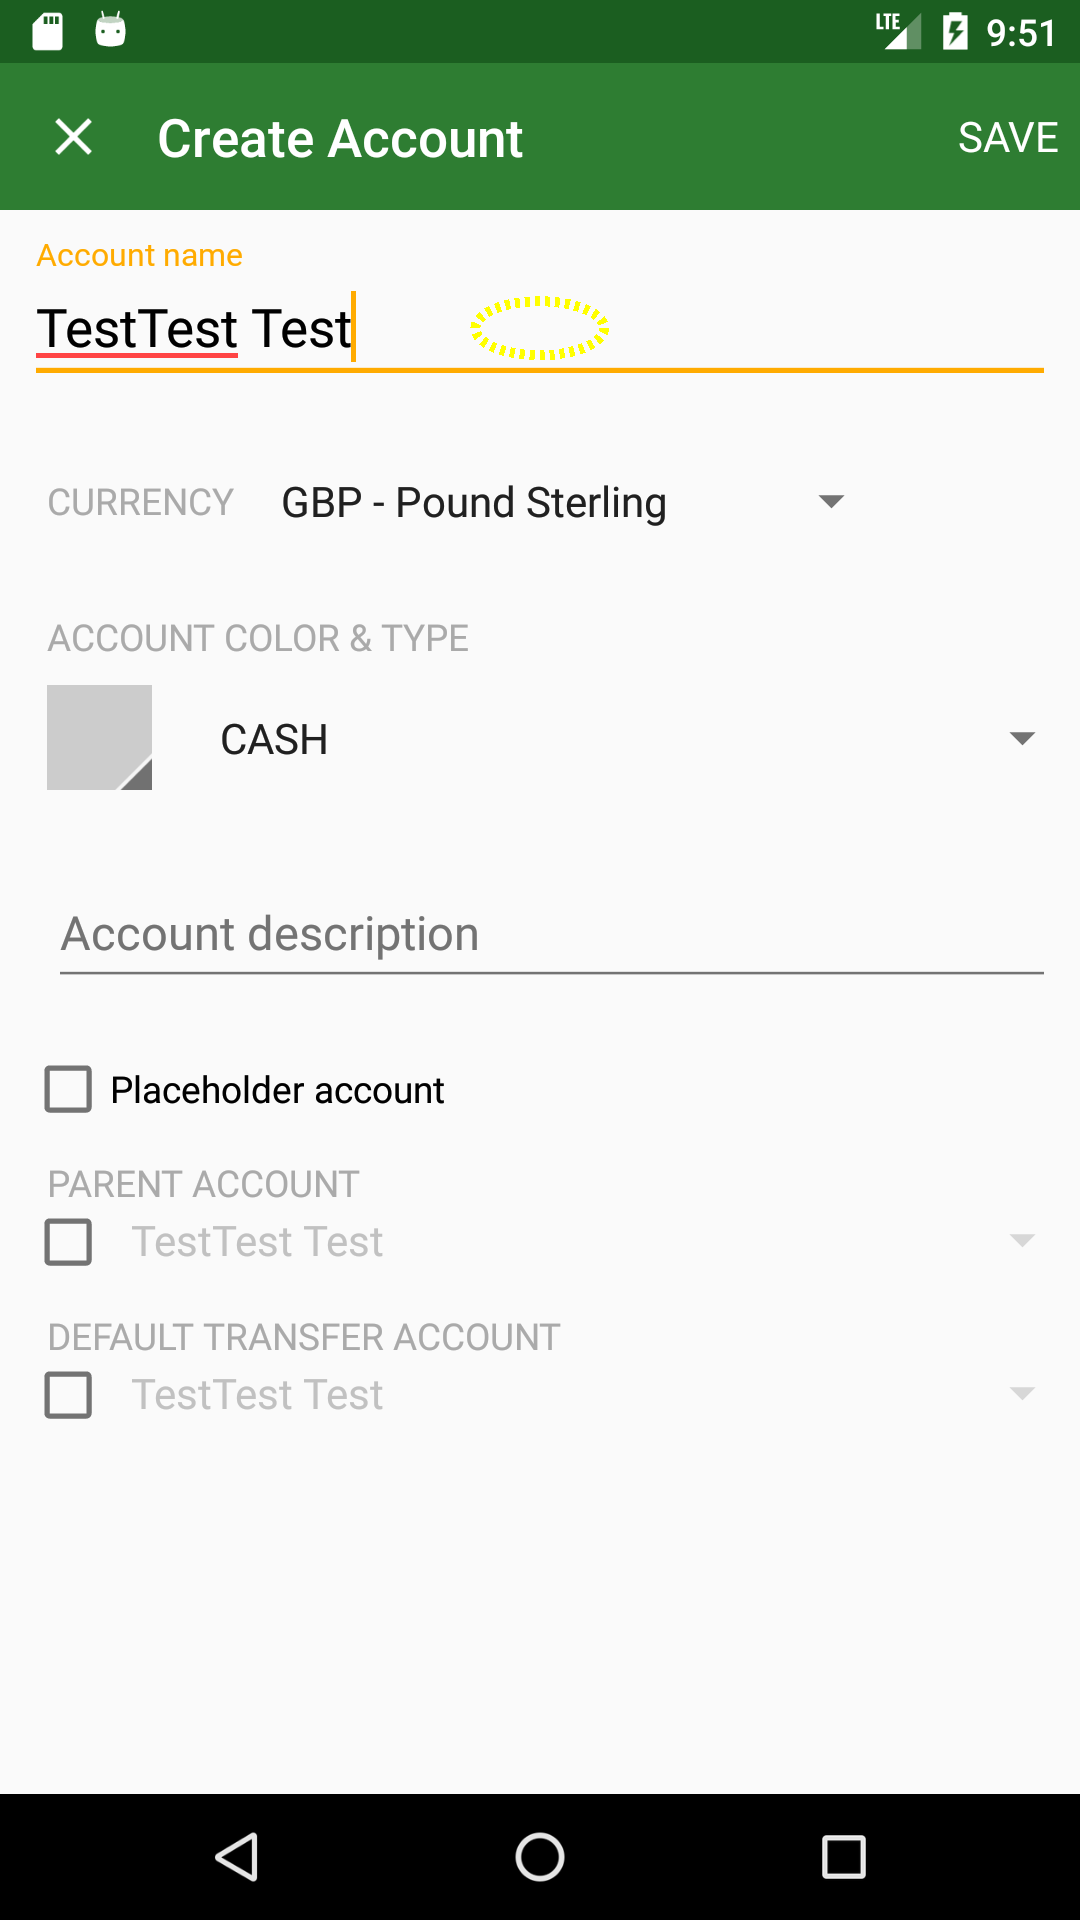 LTE 9:51
Create Account SAVE
Account name
TestTest Test
CURRENCY GBP - Pound Sterling
ACCOUNT COLOR & TYPE
CASH
Account description
Placeholder account
PARENT ACCOUNT
TestTest Test
DEFAULT TRANSFER ACCOUNT
TestTest Test